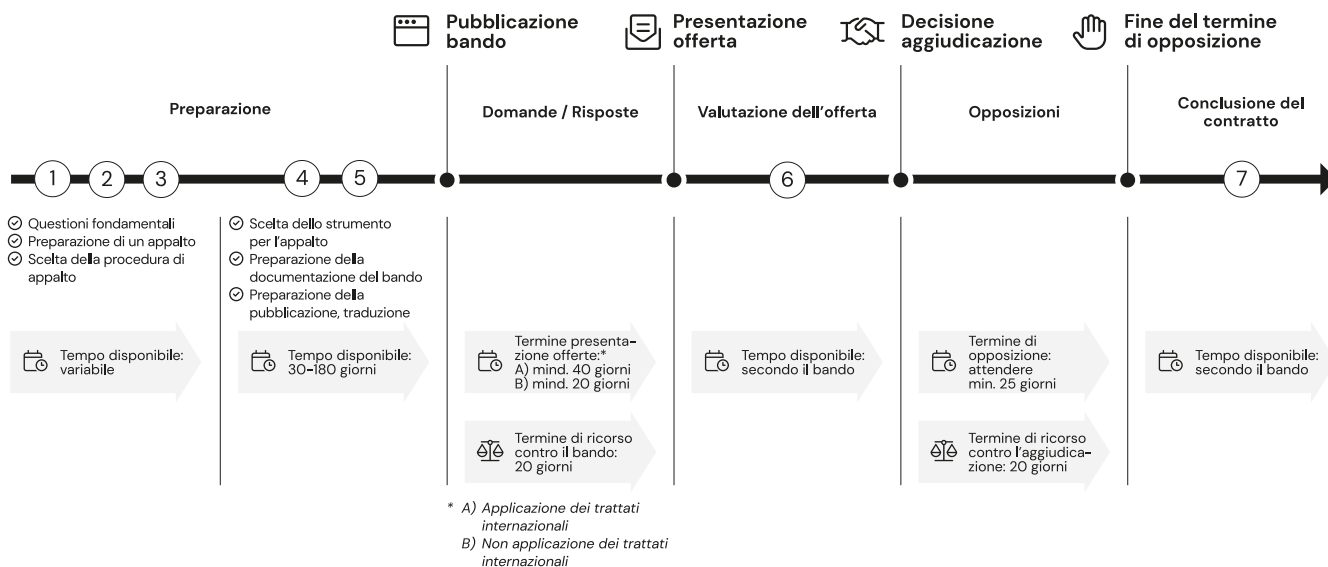 Pubblicazione
bando
Presentazione
offerta
Decisione
aggiudicazione
Fine del termine
di opposizione
Preparazione
Domande / Risposte
Valutazione dell'offerta
Opposizioni
Conclusione del
contratto
1
2
3
4
5
6
7
Questioni fondamentali
Preparazione di un appalto
Scelta della procedura di
appalto
Scelta dello strumento
per l'appalto
Preparazione della
documentazione del bando
Preparazione della
pubblicazione, traduzione
Tempo disponibile:
variabile
Tempo disponibile:
30–180 giorni
Termine presenta-
zione offerte:*
A) mind. 40 giorni
B) mind. 20 giorni
Tempo disponibile:
secondo il bando
Termine di
opposizione:
attendere
min. 25 giorni
Tempo disponibile:
secondo il bando
Termine di ricorso
contro il bando:
20 giorni
Termine di ricorso
contro l'aggiudica-
zione: 20 giorni
* A) Applicazione dei trattati
internazionali
B) Non applicazione dei trattati
internazionali